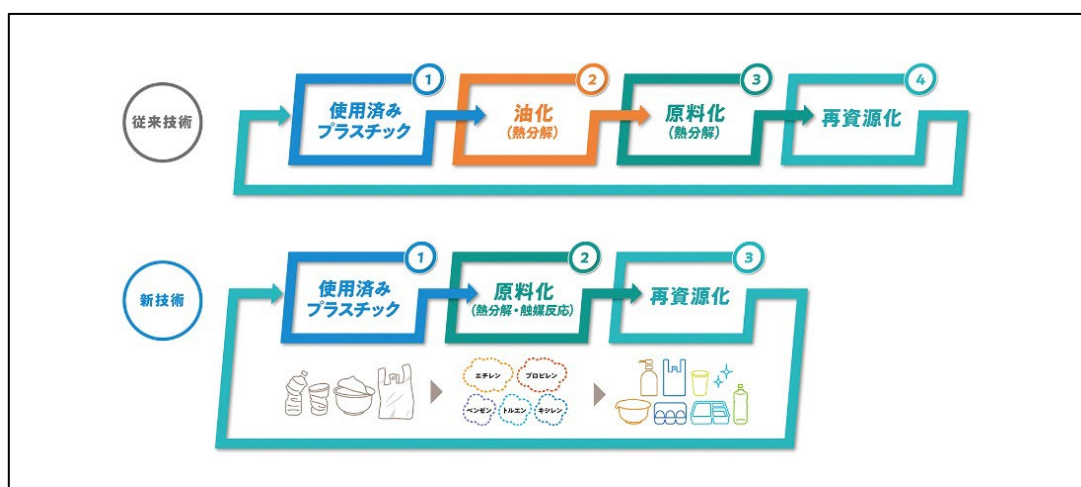 従来技術
1
使用済み
プラスチック
2
油化
(熱分解)
3
原料化
(熱分解)
4
再資源化
新技術
1
使用済み
プラスチック
2
原料化
(熱分解・触媒反応)
3
再資源化
エチレン
プロピレン
ベンゼン
トルエン
キシレン